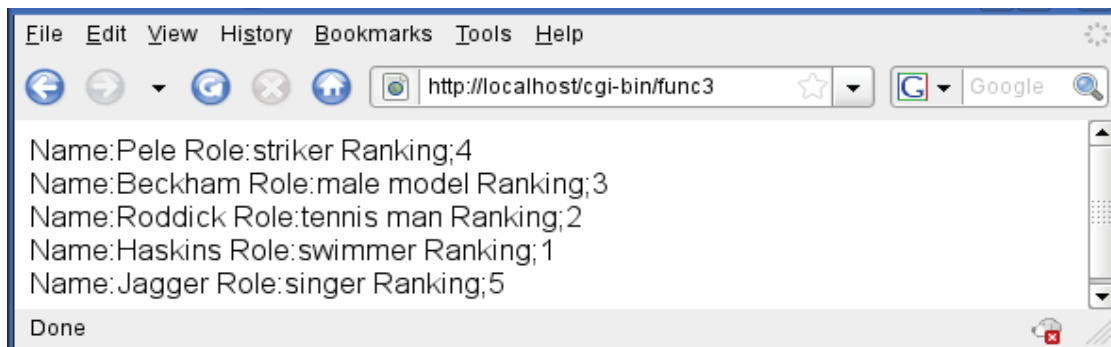 File Edit View History Bookmarks Tools Help
http://localhost/cgi-bin/func3 G Google
Name:Pele Role:striker Ranking;4
Name:Beckham Role:male model Ranking;3
Name:Roddick Role:tennis man Ranking;2
Name:Haskins Role:swimmer Ranking;1
Name:Jagger Role:singer Ranking;5
Done